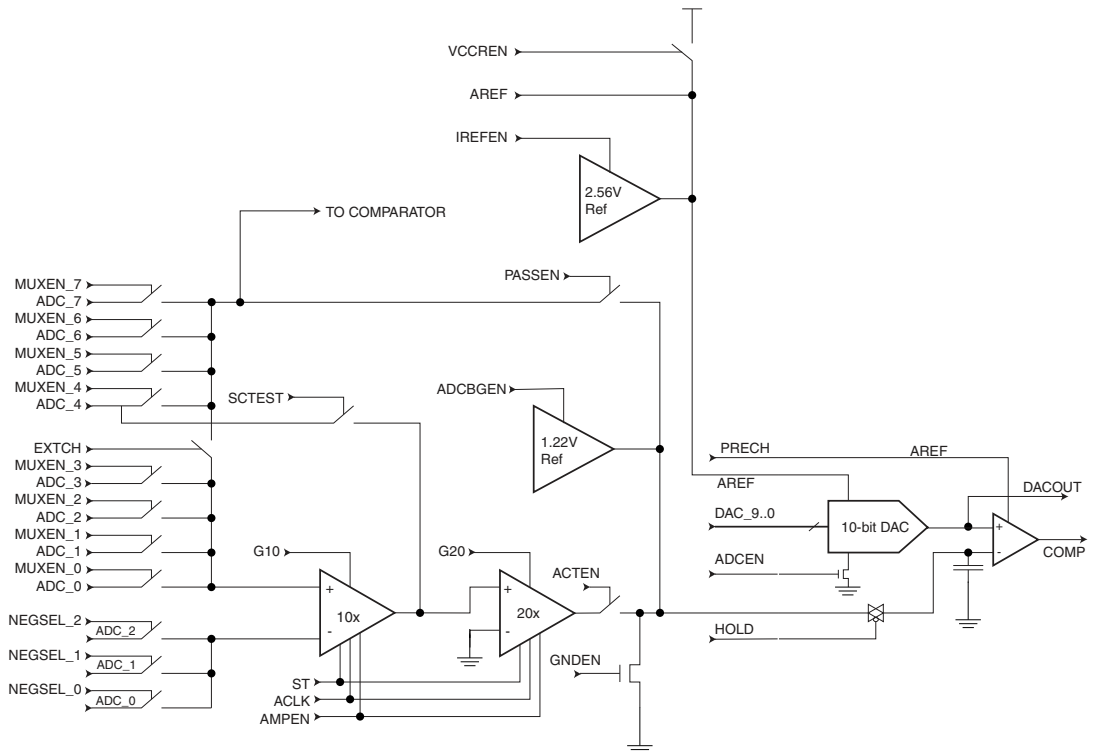 VCCREN
AREF
IREFEN
2.56V
Ref
TO COMPARATOR
PASSEN
MUXEN_7
ADC_7
MUXEN_6
ADC_6
MUXEN_5
ADC_5
MUXEN_4
ADC_4
SCTEST
ADCBGEN
1.22V
Ref
EXTCH
MUXEN_3
ADC_3
MUXEN_2
ADC_2
MUXEN_1
ADC_1
MUXEN_0
ADC_0
PRECH
AREF
AREF
DACOUT
DAC_9..0
10-bit DAC
+
-
COMP
ADCEN
HOLD
G10
+
10x
-
G20
+
20x
-
ACTEN
NEGSEL_2
ADC_2
NEGSEL_1
ADC_1
NEGSEL_0
ADC_0
GNDEN
ST
ACLK
AMPEN